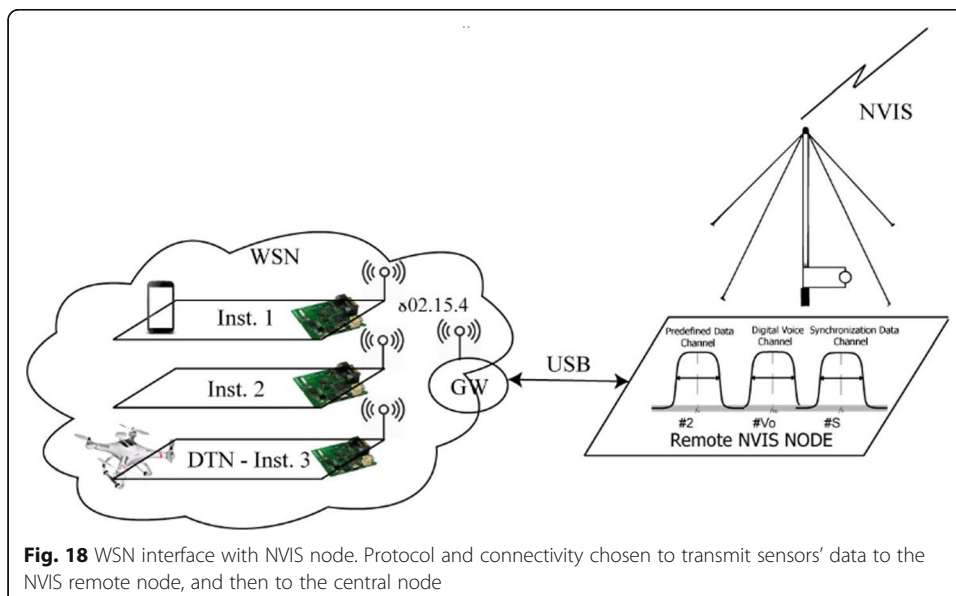 NVIS
WSN
802.15.4
Inst. 1
Inst. 2
DTN - Inst. 3
GW
USB
Predefined Data Channel
Digital Voice Channel
Synchronization Data Channel
#2
#Vo
#S
Remote NVIS NODE
Fig. 18 WSN interface with NVIS node. Protocol and connectivity chosen to transmit sensors' data to the
NVIS remote node, and then to the central node